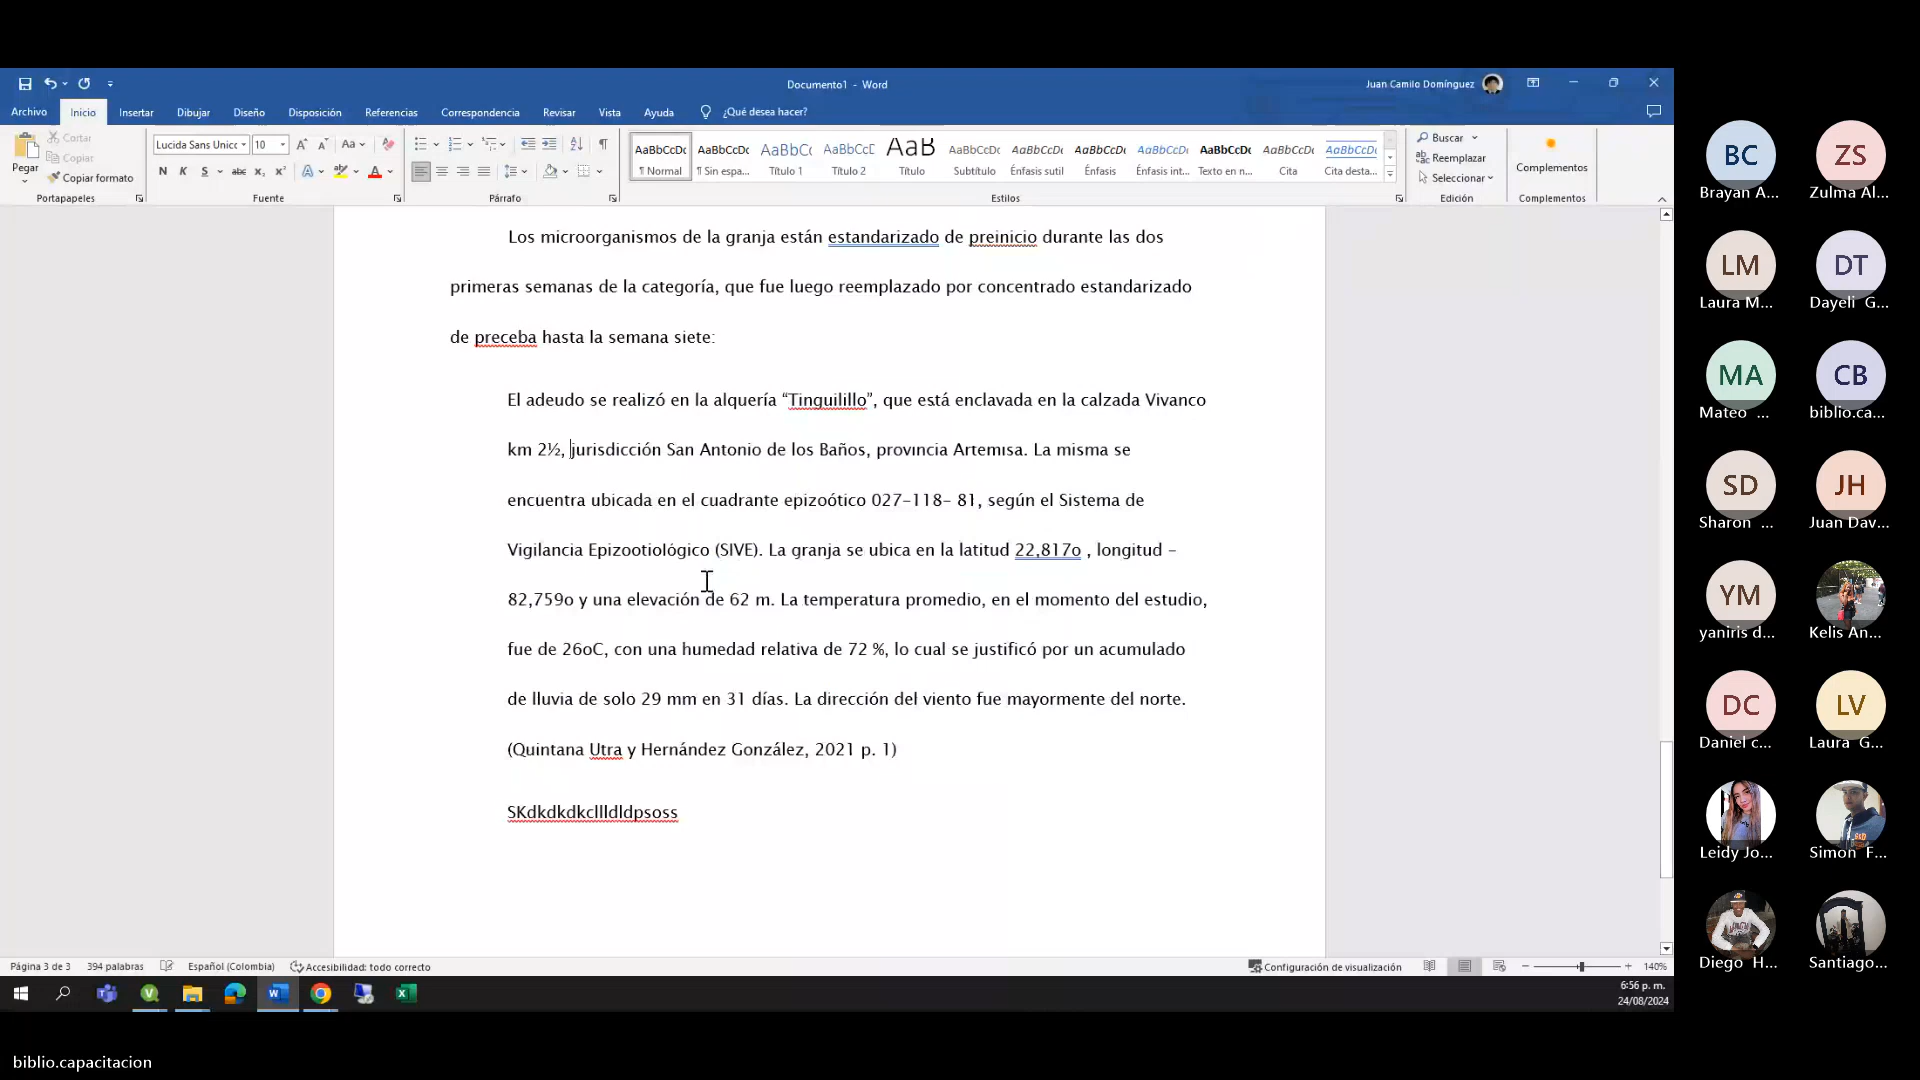 Documento1 - Word
Juan Camilo Domínguez
Archivo
Inicio
Insertar
Dibujar
Diseño
Disposición
Referencias
Correspondencia
Revisar
Vista
Ayuda
¿Qué desea hacer?
Pegar
Cortar
Copiar
Copiar formato
Portapapeles
Lucida Sans Unicc
10
Aa
N K S abc x₂ x²
Fuente
Párrafo
AaBbCcDc AaBbCcDc AaBbCc AaBbCcC AaB AaBbCcDc AaBbCcDc AaBbCcDc AaBbCcDc AaBbCcDc AaBbCcDc AaBbCcDc
¶ Normal
¶ Sin espa...
Título 1
Título 2
Título
Subtítulo
Énfasis sutil
Énfasis
Énfasis int...
Texto en n...
Cita
Cita desta...
Estilos
Buscar
Reemplazar
Seleccionar
Edición
Complementos
Complementos
Los microorganismos de la granja están estandarizado de preinicio durante las dos
primeras semanas de la categoría, que fue luego reemplazado por concentrado estandarizado
de preceba hasta la semana siete:
El adeudo se realizó en la alquería “Tinguilillo”, que está enclavada en la calzada Vivanco
km 2½, jurisdicción San Antonio de los Baños, provincia Artemisa. La misma se
encuentra ubicada en el cuadrante epizoótico 027-118- 81, según el Sistema de
Vigilancia Epizootiológico (SIVE). La granja se ubica en la latitud 22,817o , longitud -
82,759o y una elevación de 62 m. La temperatura promedio, en el momento del estudio,
fue de 26oC, con una humedad relativa de 72 %, lo cual se justificó por un acumulado
de lluvia de solo 29 mm en 31 días. La dirección del viento fue mayormente del norte.
(Quintana Utra y Hernández González, 2021 p. 1)
SKdkdkdkcllldldpsoss
Página 3 de 3
394 palabras
Español (Colombia)
Accesibilidad: todo correcto
Configuración de visualización
140%
6:56 p. m.
24/08/2024
BC
Brayan A...
ZS
Zulma Al...
LM
Laura M...
DT
Dayeli G...
MA
Mateo ...
CB
biblio.ca...
SD
Sharon ...
JH
Juan Dav...
YM
yaniris d...
Kelis An...
DC
Daniel c...
LV
Laura G...
Leidy Jo...
Simon F...
Diego H...
Santiago...
biblio.capacitacion